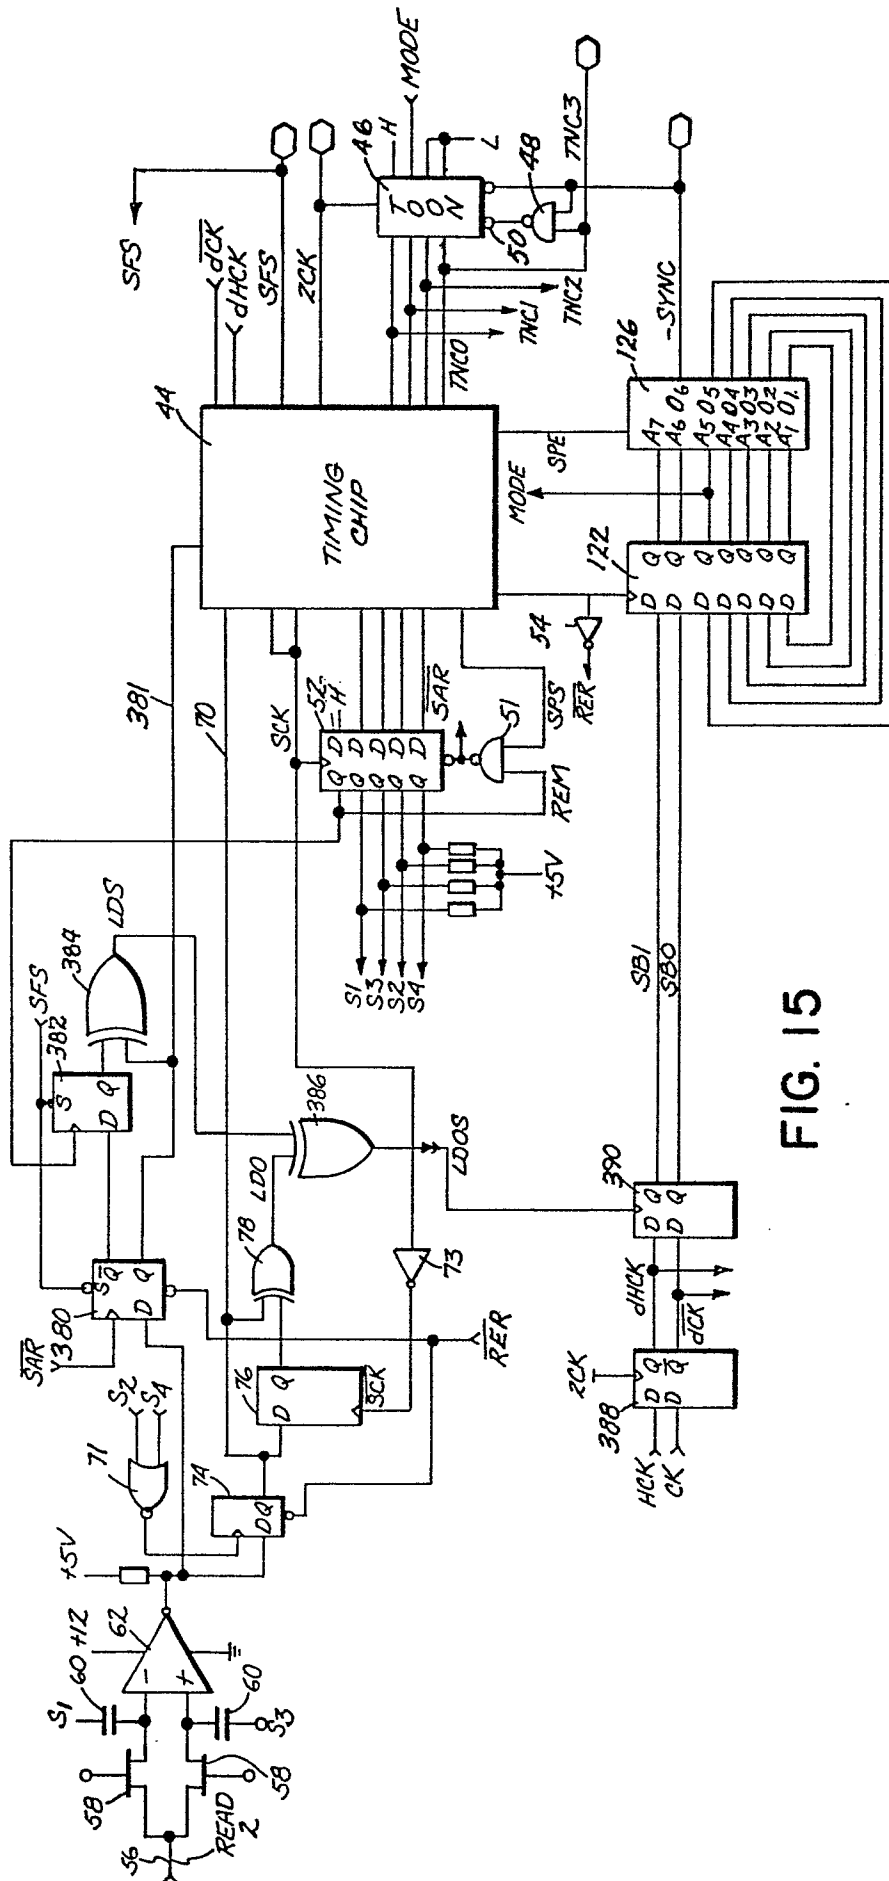 56
READ
2
58
58
S1
60
S3
60
+12
62
+5V
71
S2
S4
SAR
380
S Q
D Q
SFS
382
S
D Q
384
LDS
381
70
74
D Q
76
D Q
SCK
78
LDO
386
LDOS
73
RER
SCK
52
H
Q D
Q D
Q D
Q D
Q D
SAR
51
SPS
REM
+5V
S1
S3
S2
S4
44
TIMING
CHIP
dCK
dHCK
SFS
SFS
2CK
46
H
MODE
TOON
L
50
48
TNC3
TNC0
TNC1
TNC2
-SYNC
SPE
MODE
54
RER
122
D Q
D Q
D Q
D Q
D Q
D Q
D Q
126
A7
A6 O6
A5 O5
A4 O4
A3 O3
A2 O2
A1 O1
SB1
SB0
390
D Q
D Q
dHCK
dCK
2CK
388
D Q
D Q
HCK
CK
FIG. 15